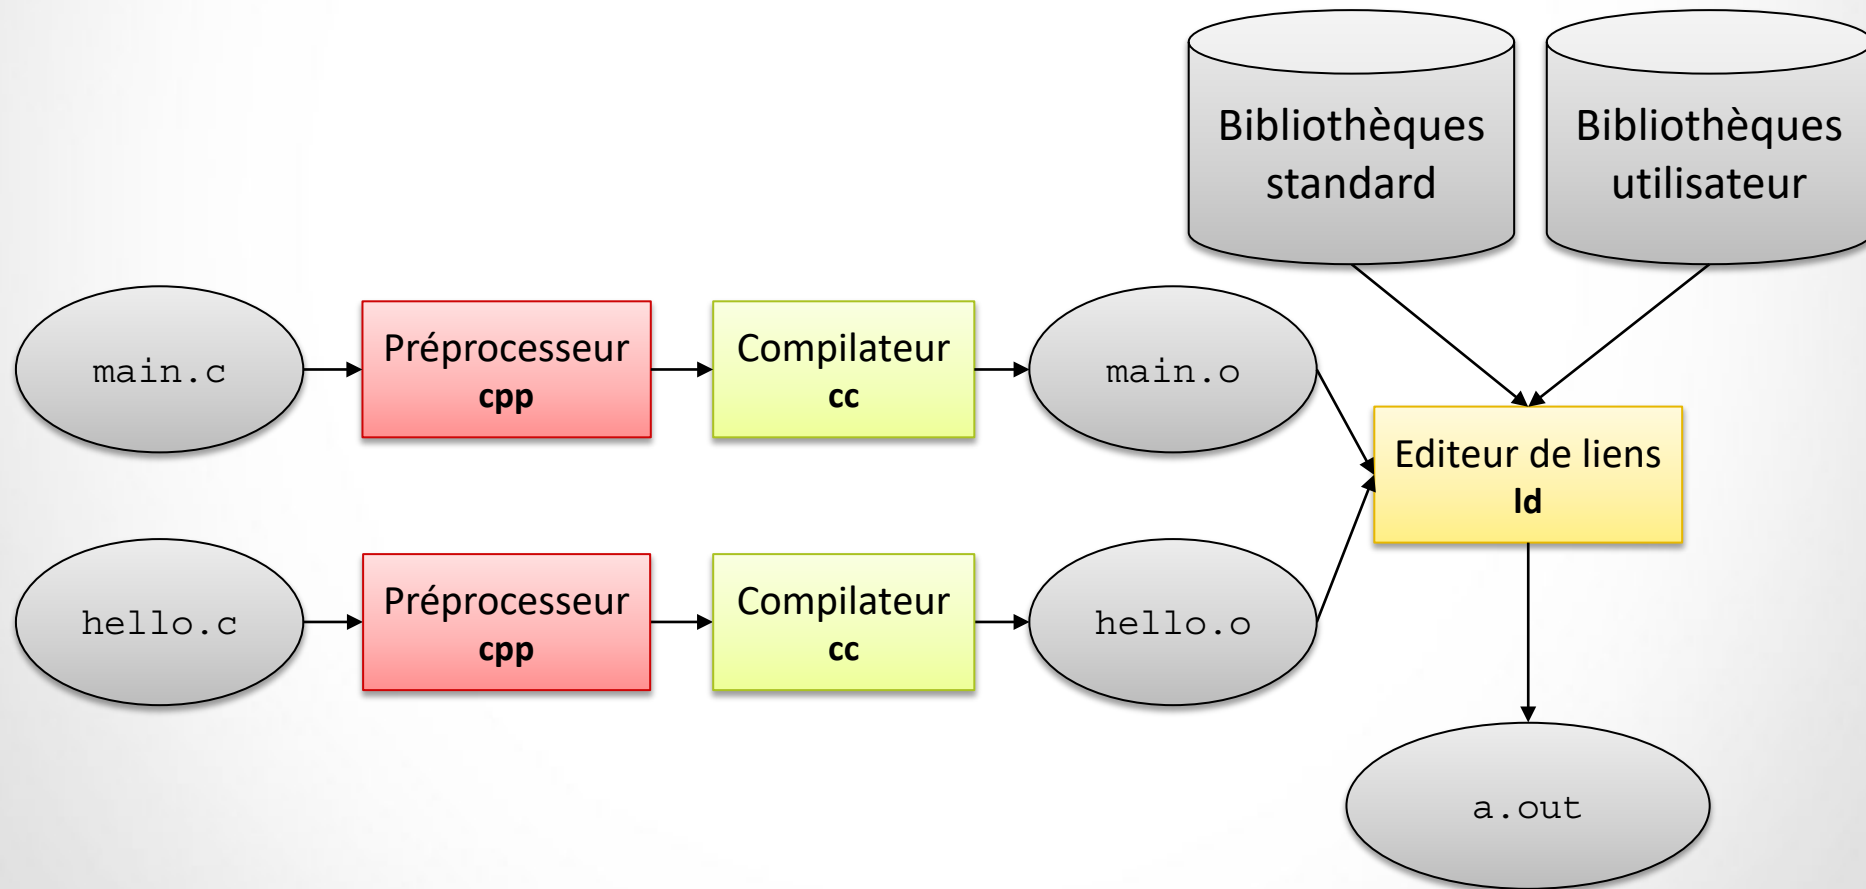 Bibliothèques
standard
Bibliothèques
utilisateur
main.c
Préprocesseur
cpp
Compilateur
cc
main.o
Editeur de liens
ld
hello.c
Préprocesseur
cpp
Compilateur
cc
hello.o
a.out